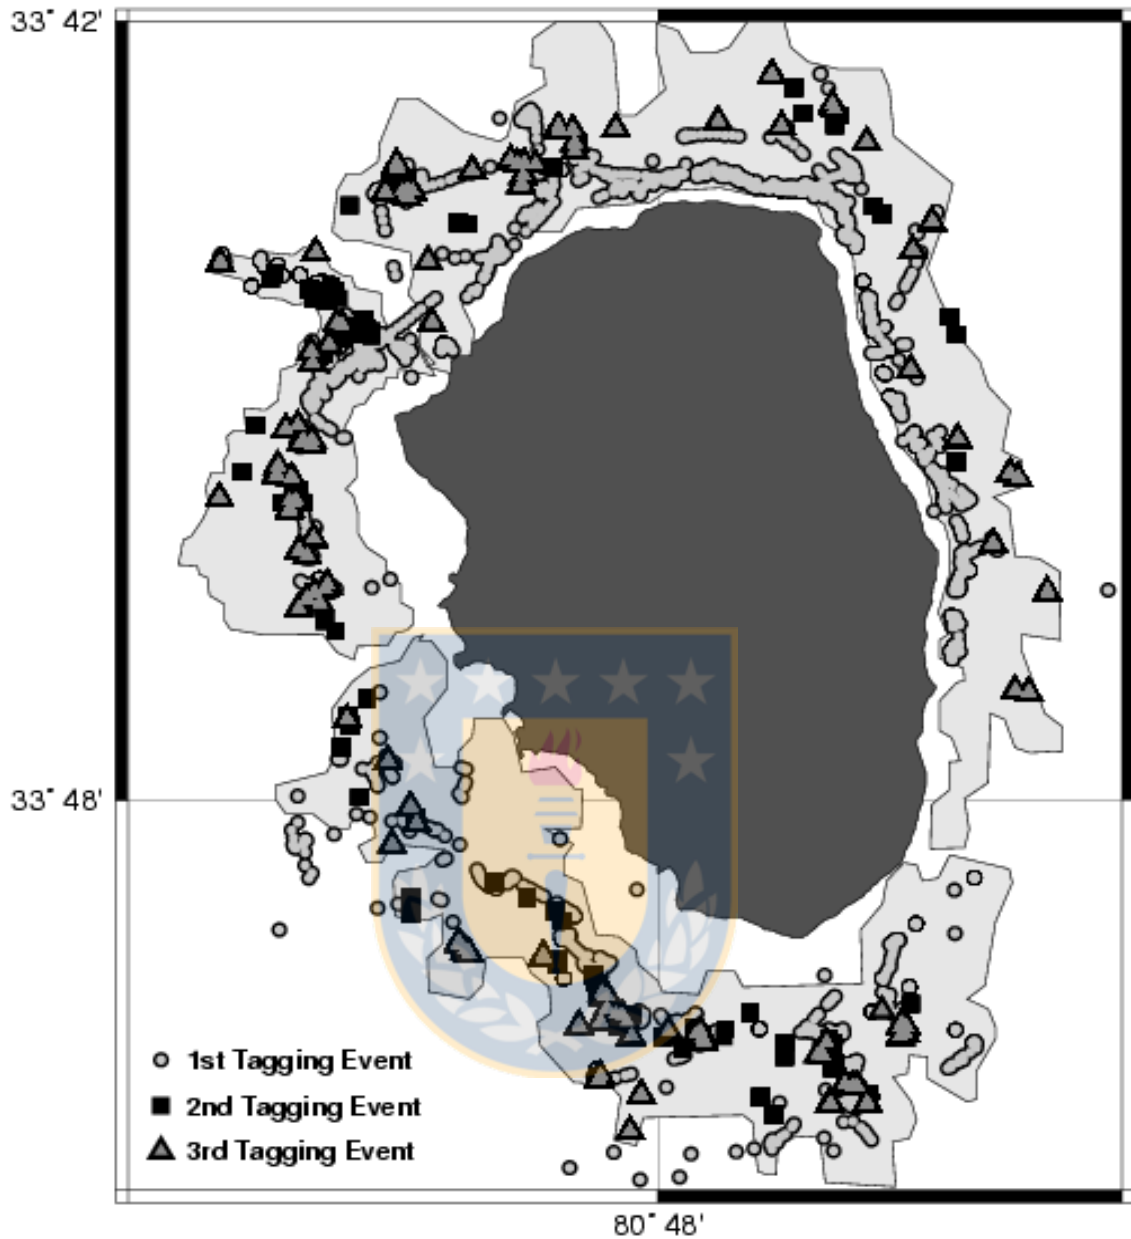 33° 42'
33° 48'
1st Tagging Event
2nd Tagging Event
3rd Tagging Event
80° 48'